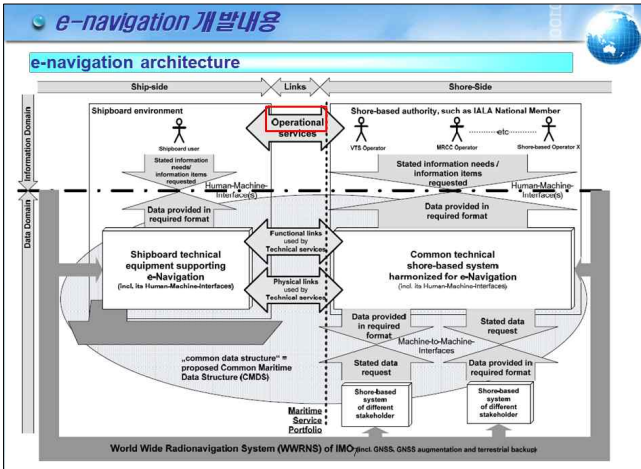 e-navigation 개발내용
e-navigation architecture
Ship-side
Links
Shore-Side
Information Domain
Data Domain
Shipboard environment
Shipboard user
Operational
services
Shore-based authority, such as IALA National Member
VTS Operator
MRCC Operator
etc
Shore-based Operator X
Stated information
needs/
information items
requested
Human-Machine-
Interface(s)
Data provided in
required format
Stated information needs /
information items
requested
Human-Machine-
Interface(s)
Data provided in
required format
Shipboard technical
equipment supporting
e-Navigation
(incl. its Human-Machine-Interfaces)
Functional links
used by
Technical services
Physical links
used by
Technical services
Common technical
shore-based system
harmonized for e-Navigation
(incl. its Human-Machine-Interfaces)
Data provided
in required
format
Stated data
request
Machine-to-Machine-
Interfaces
Stated data
request
Data provided in
required format
„common data structure“ =
proposed Common Maritime
Data Structure (CMDS)
Maritime
Service
Portfolio
Shore-based
system
of different
stakeholder
Shore-based
system
of different
stakeholder
World Wide Radionavigation System (WWRNS) of IMO (incl. GNSS, GNSS augmentation and terrestrial backup)